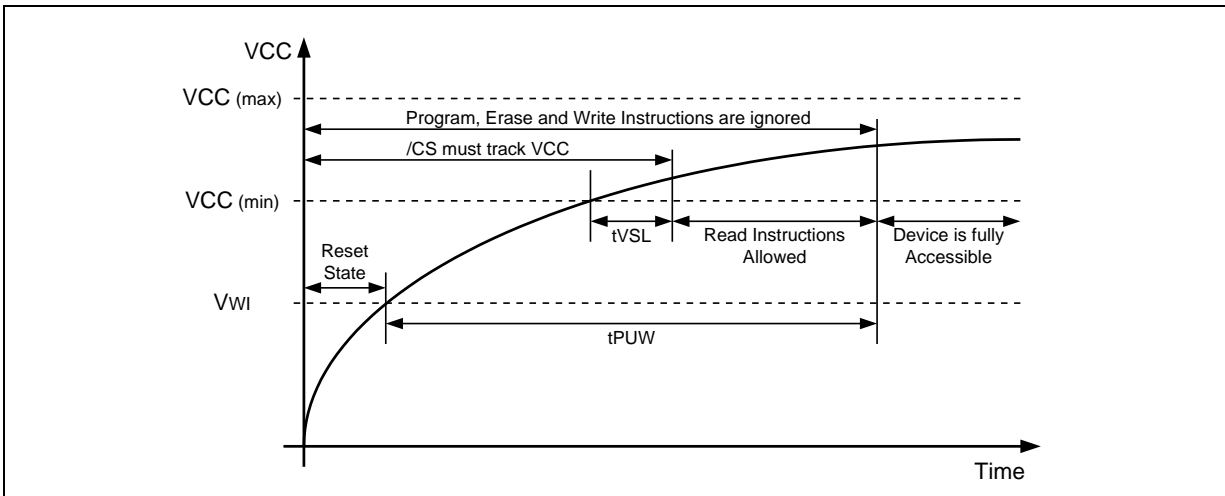 VCC
VCC (max)
Program, Erase and Write Instructions are ignored
/CS must track VCC
VCC (min)
tVSL
Read Instructions
Allowed
Device is fully
Accessible
Reset
State
VWI
tPUW
Time